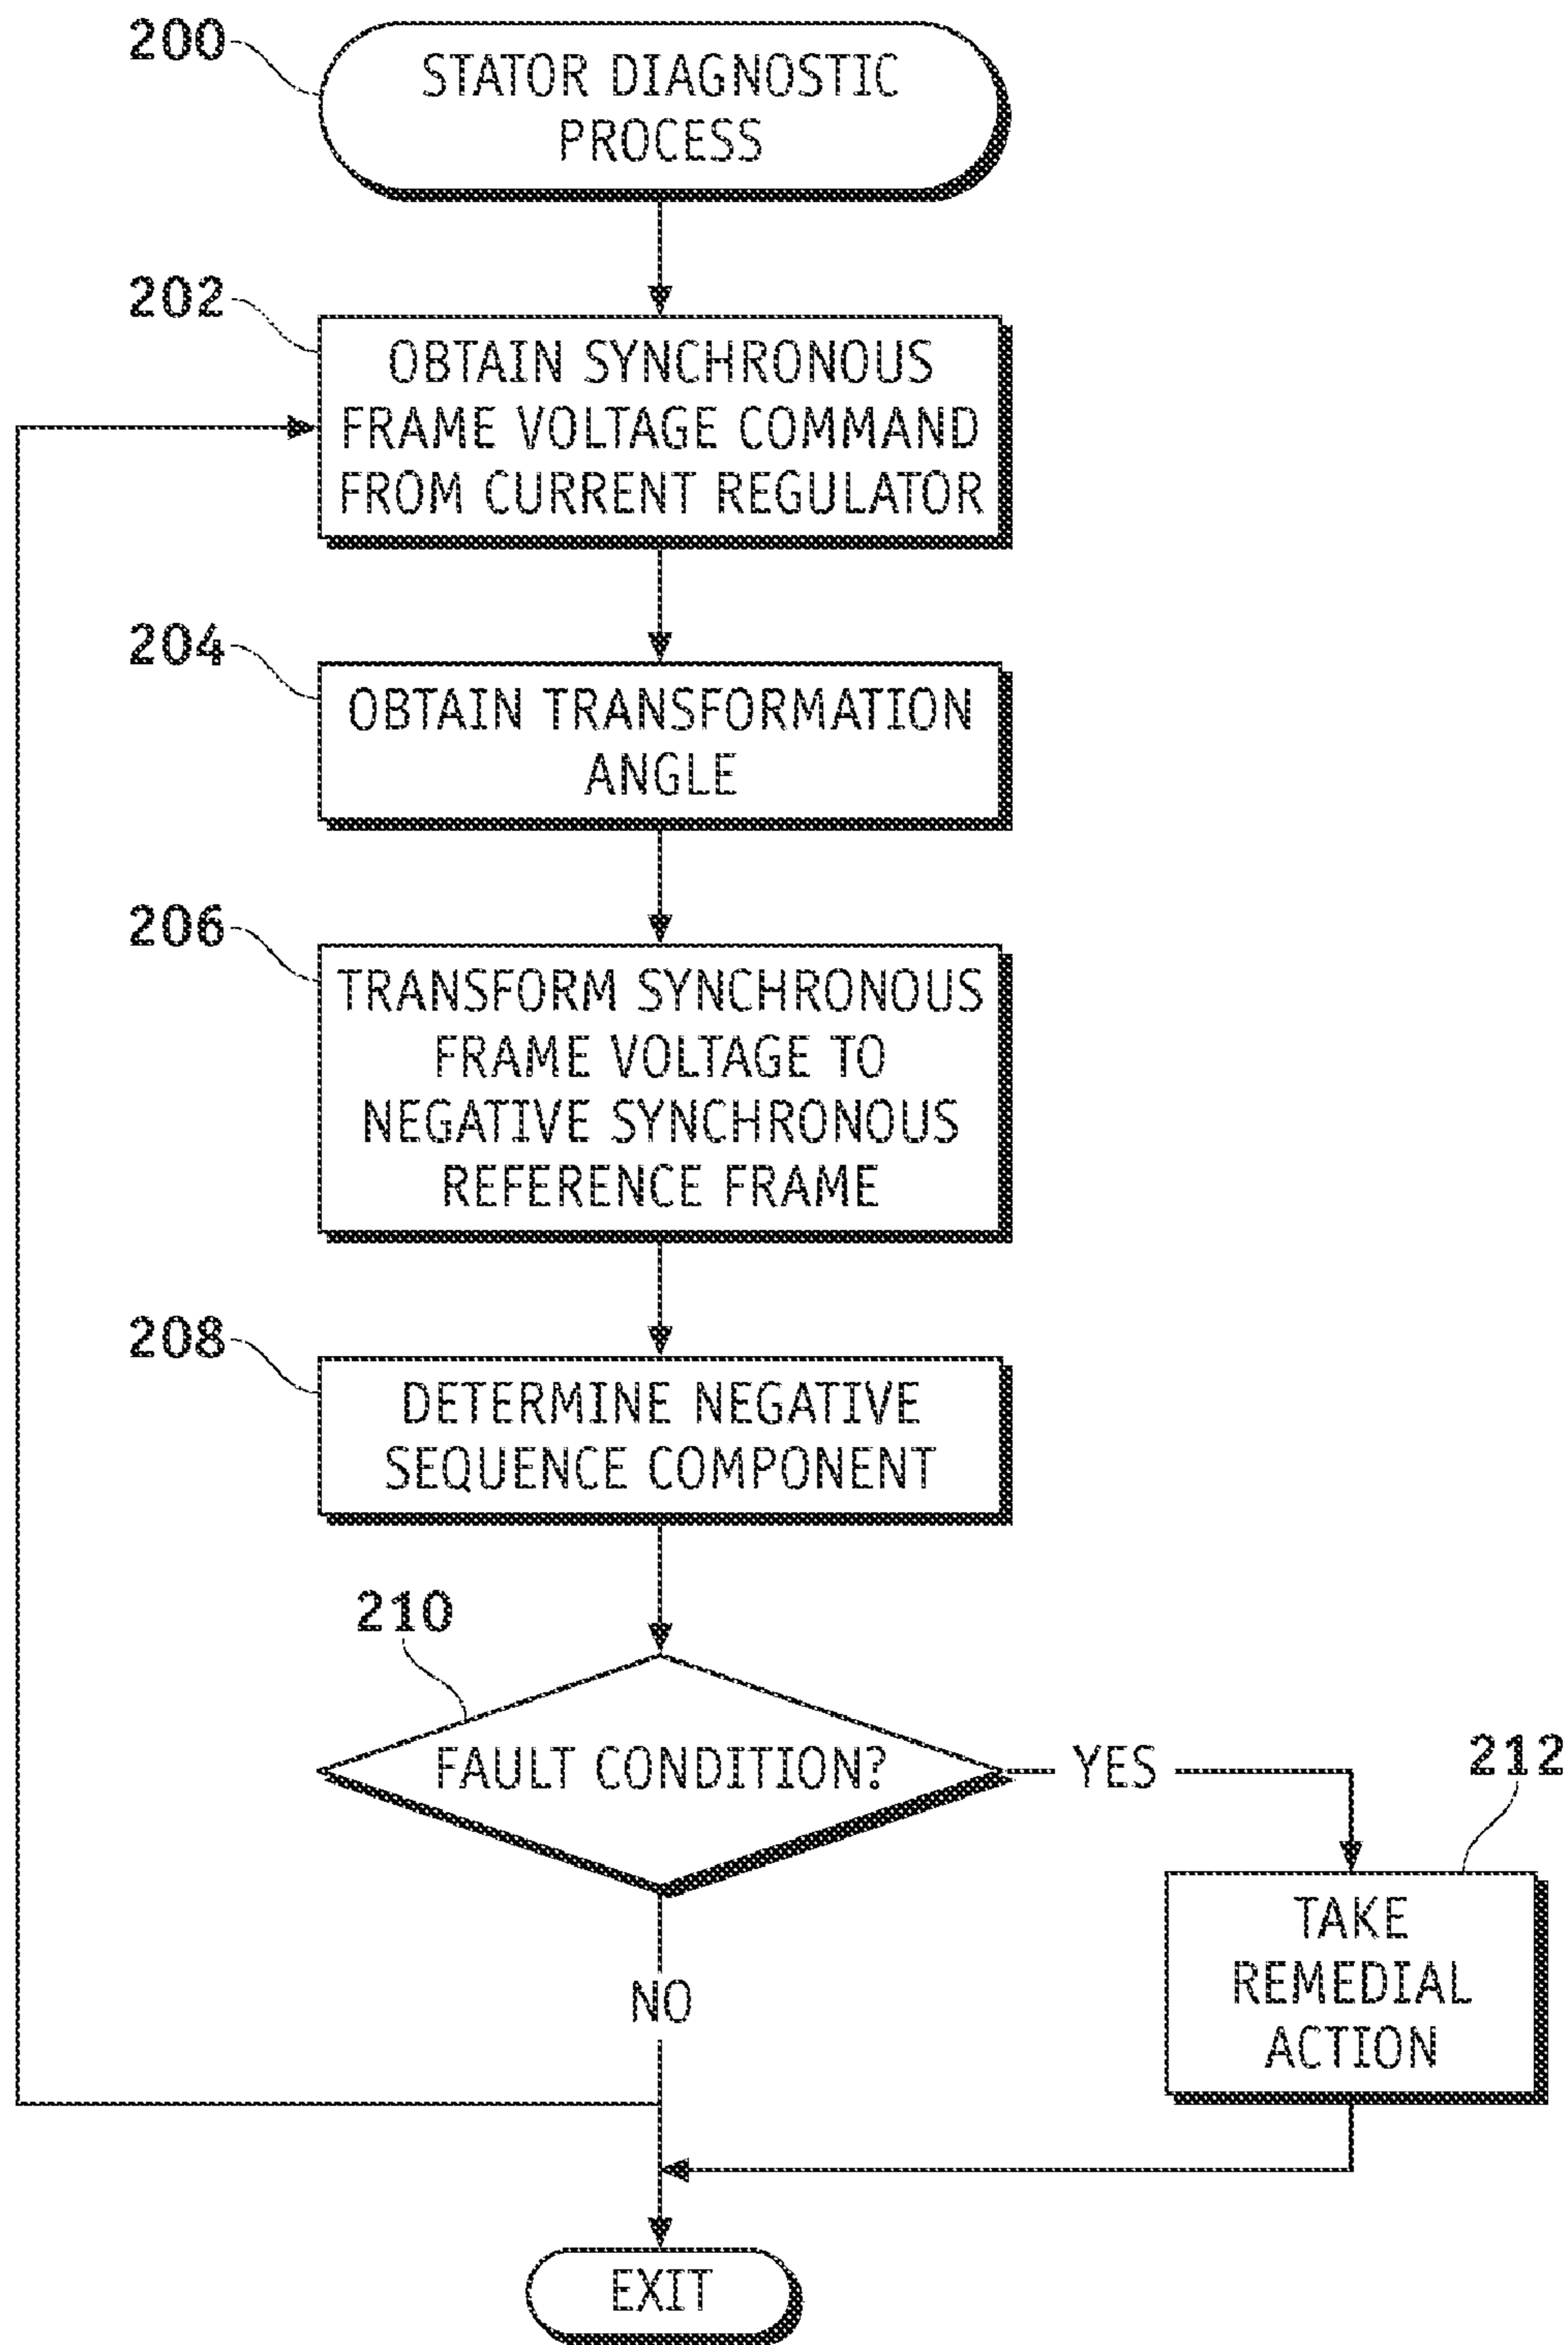 200
STATOR DIAGNOSTIC
PROCESS
202
OBTAIN SYNCHRONOUS
FRAME VOLTAGE COMMAND
FROM CURRENT REGULATOR
204
OBTAIN TRANSFORMATION
ANGLE
206
TRANSFORM SYNCHRONOUS
FRAME VOLTAGE TO
NEGATIVE SYNCHRONOUS
REFERENCE FRAME
208
DETERMINE NEGATIVE
SEQUENCE COMPONENT
210
FAULT CONDITION?
YES
212
TAKE
REMEDIAL
ACTION
NO
EXIT